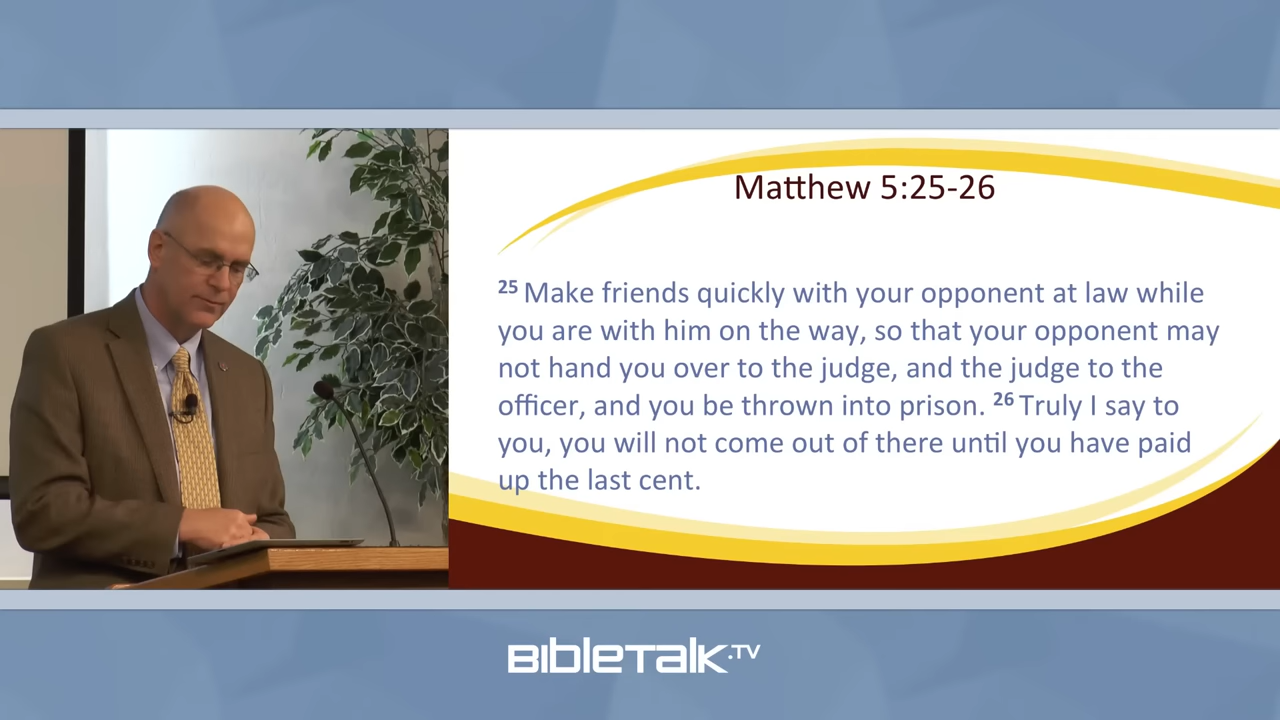 Matthew 5:25-26
25 Make friends quickly with your opponent at law while
you are with him on the way, so that your opponent may
not hand you over to the judge, and the judge to the
officer, and you be thrown into prison. 26 Truly I say to
you, you will not come out of there until you have paid
up the last cent.
BIBLETALK.TV